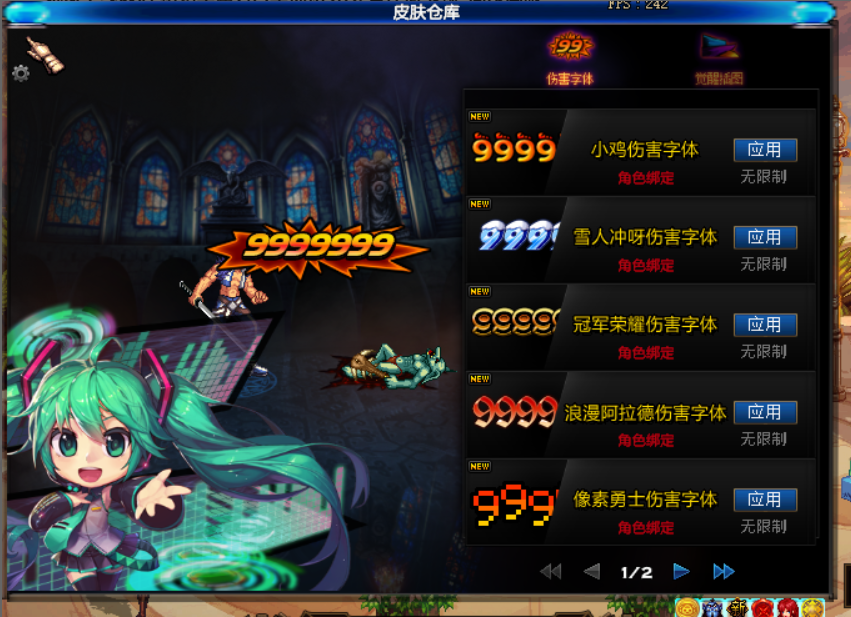 FPS : 242
皮肤仓库
99
伤害字体
觉醒插图
9999999
NEW
9999
小鸡伤害字体
应用
角色绑定
无限制
NEW
9999
雪人冲呀伤害字体
应用
角色绑定
无限制
NEW
99999
冠军荣耀伤害字体
应用
角色绑定
无限制
NEW
9999
浪漫阿拉德伤害字体
应用
角色绑定
无限制
NEW
999
像素勇士伤害字体
应用
角色绑定
无限制
1/2
新